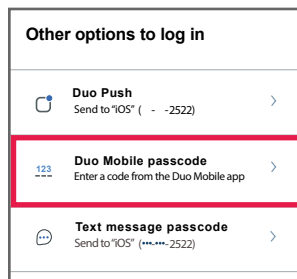 Other options to log in
Duo Push
Send to "iOS" (   -   -2522)
123
Duo Mobile passcode
Enter a code from the Duo Mobile app
Text message passcode
Send to "iOS" (•••-•••-2522)